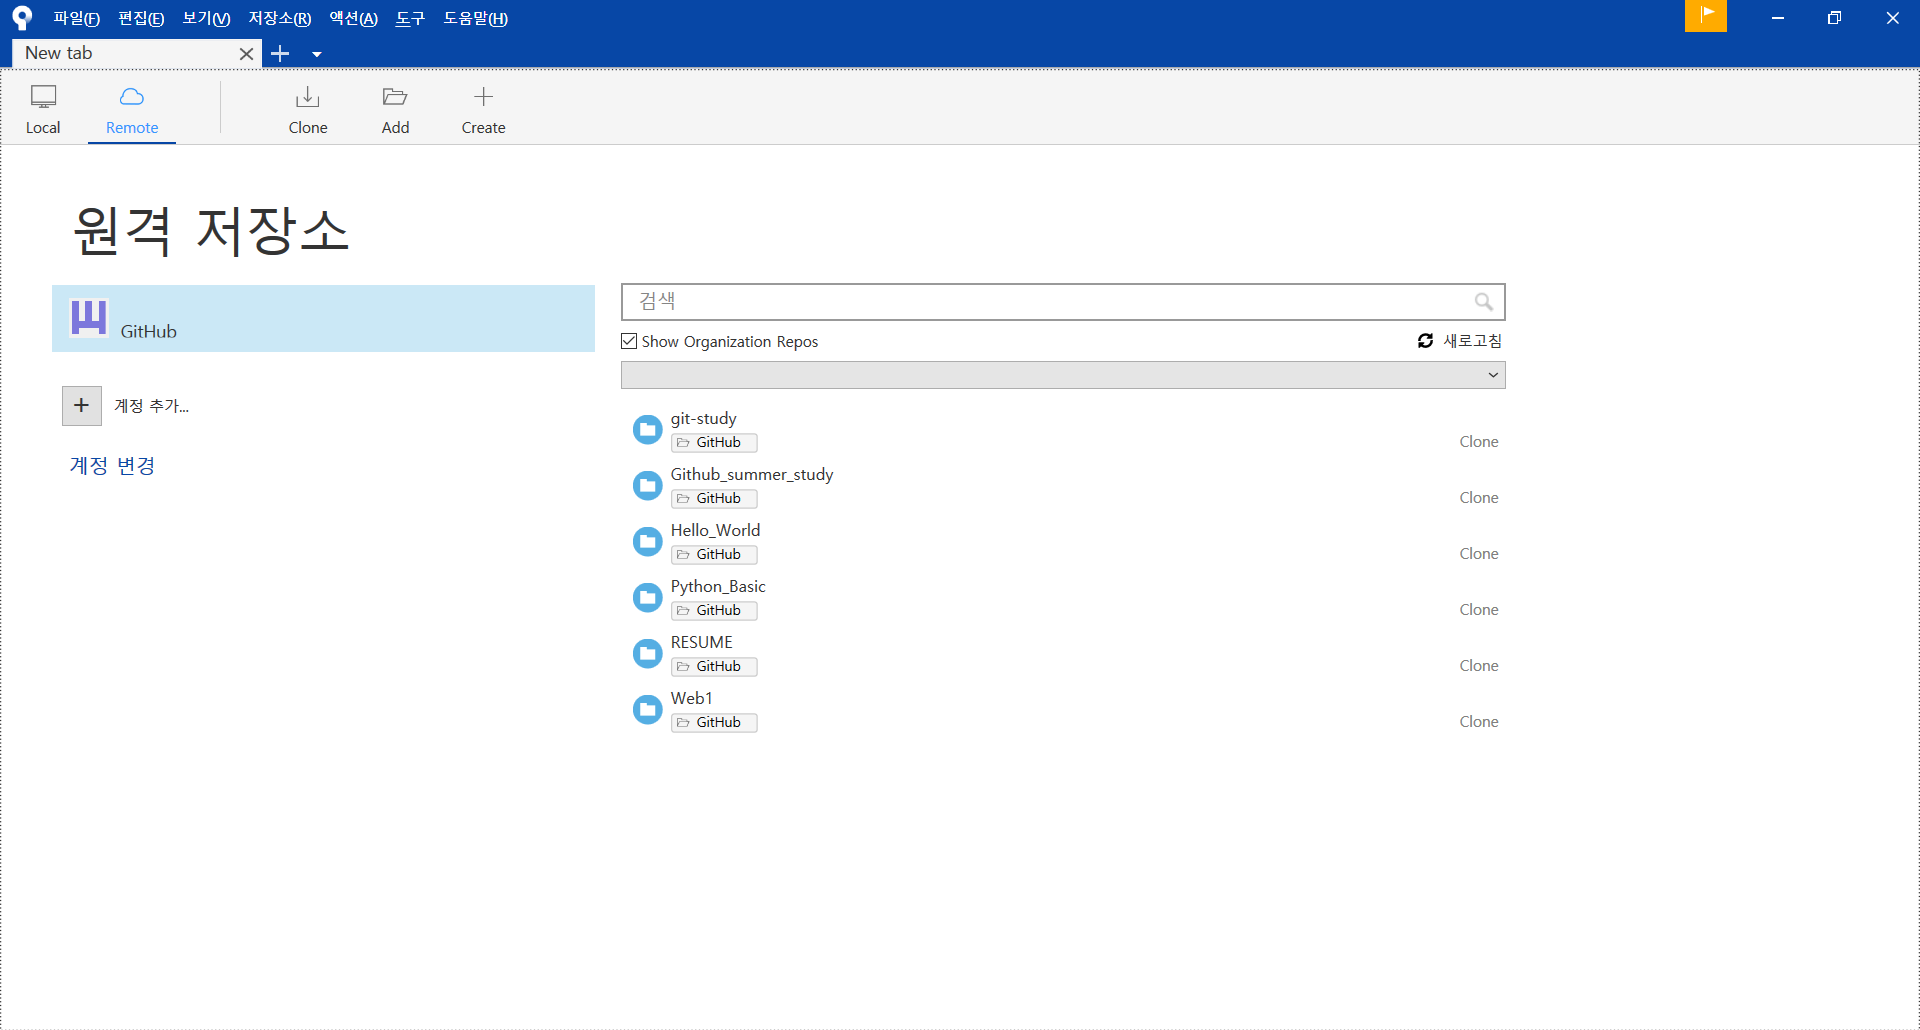 파일(F) 편집(E) 보기(V) 저장소(R) 액션(A) 도구 도움말(H)
New tab
Local Remote Clone Add Create
원격 저장소
GitHub
계정 추가...
계정 변경
검색
Show Organization Repos 새로고침
git-study
GitHub Clone
Github_summer_study
GitHub Clone
Hello_World
GitHub Clone
Python_Basic
GitHub Clone
RESUME
GitHub Clone
Web1
GitHub Clone